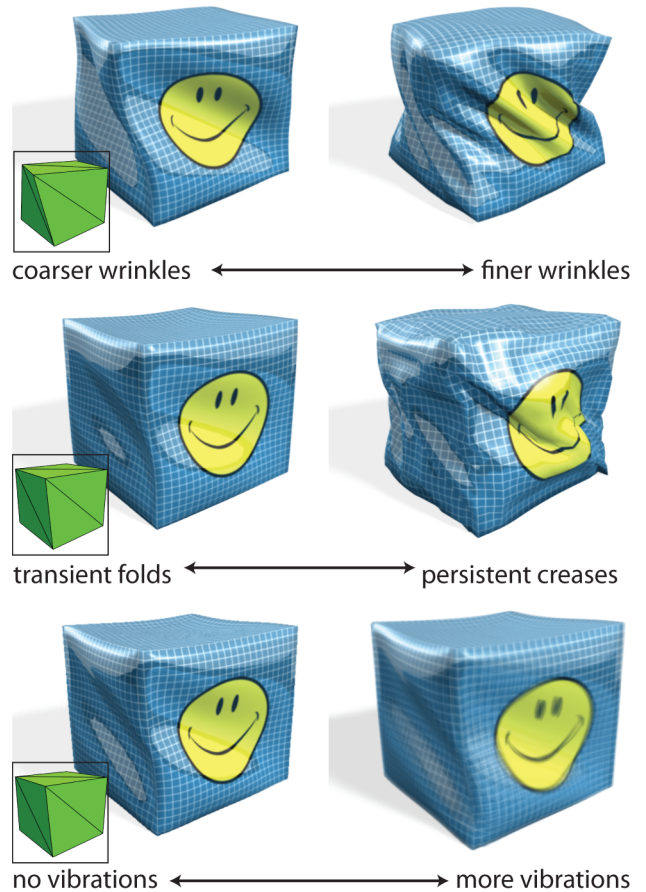 coarser wrinkles finer wrinkles
transient folds persistent creases
no vibrations more vibrations